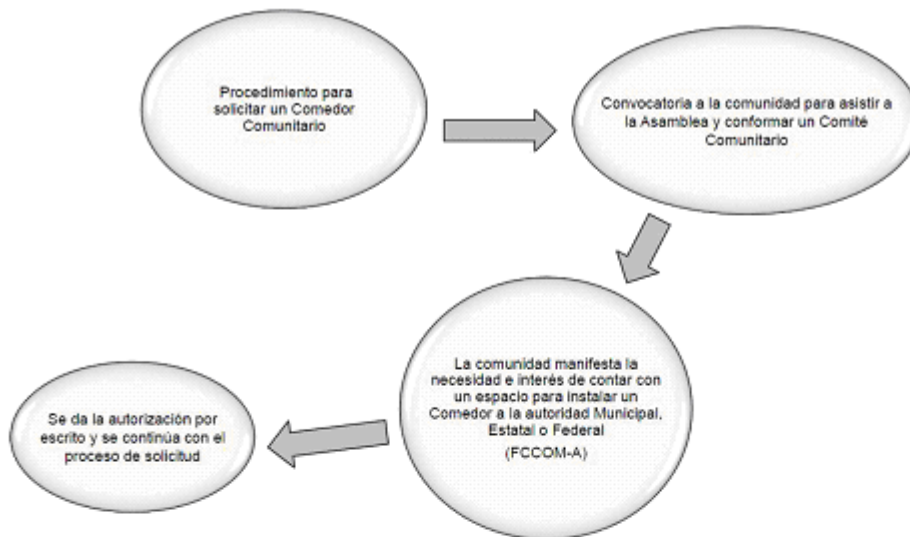 Procedimiento para
solicitar un Comedor
Comunitario
Convocatoria a la comunidad para asistir a
la Asamblea y conformar un Comité
Comunitario
La comunidad manifesta la
necesidad e interés de contar con
un espacio para instalar un
Comedor a la autoridad Municipal,
Estatal o Federal
(FCCOM-A)
Se da la autorización por
escrito y se continúa con el
proceso de solicitud